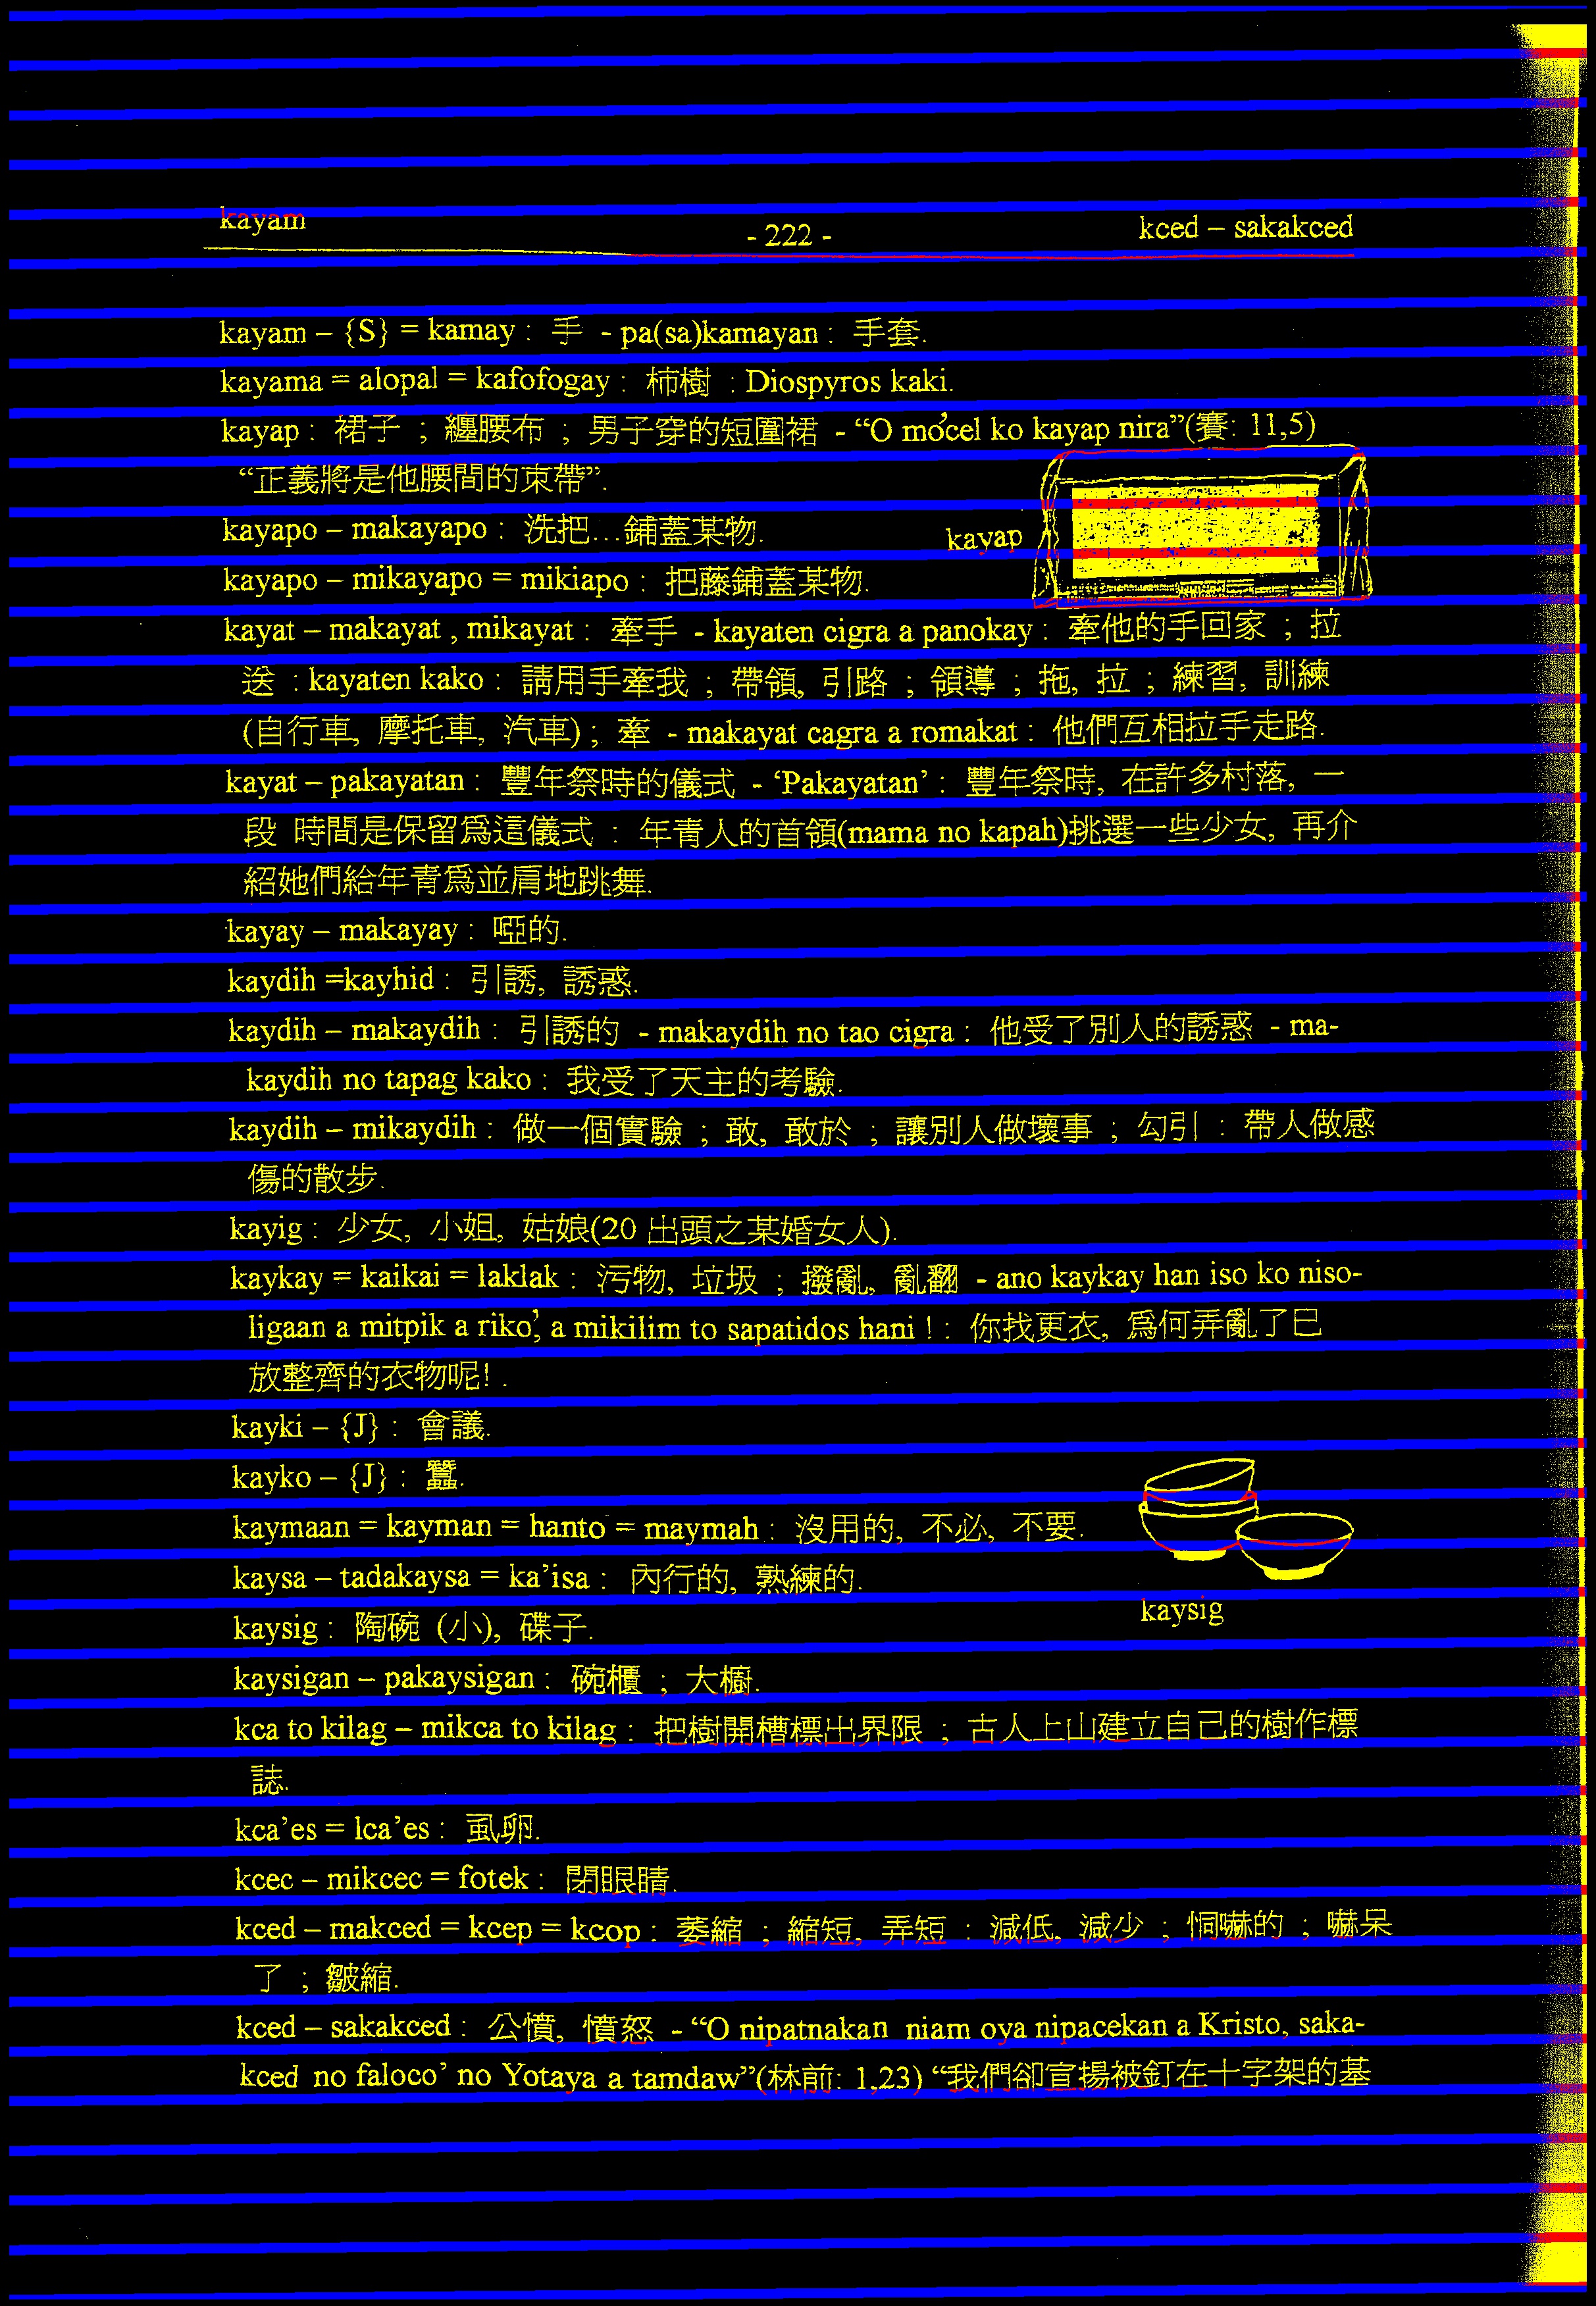 kayam - 222 - kced – sakakced
kayam – {S} = kamay : 手 - pa(sa)kamayan : 手套.
kayama = alopal = kafofogay : 柿樹 : Diospyros kaki.
kayap : 裙子 ; 纏腰布 ; 男子穿的短圍裙 - “O mo’cel ko kayap nira”(賽: 11,5)
“正義將是他腰間的束帶”.
kayapo – makayapo : 洗把…鋪蓋某物.
kayap
kayapo – mikayapo = mikiapo : 把藤鋪蓋某物.
kayat – makayat , mikayat : 牽手 - kayaten cigra a panokay : 牽他的手回家 ; 拉
送 : kayaten kako : 請用手牽我 ; 帶領, 引路 ; 領導 ; 拖, 拉 ; 練習, 訓練
(自行車, 摩托車, 汽車) ; 牽 - makayat cagra a romakat : 他們互相拉手走路.
kayat – pakayatan : 豐年祭時的儀式 - ‘Pakayatan’ : 豐年祭時, 在許多村落, 一
段 時間是保留爲這儀式 : 年青人的首領(mama no kapah)挑選一些少女, 再介
紹她們給年青爲並肩地跳舞.
kayay – makayay : 啞的.
kaydih =kayhid : 引誘, 誘惑.
kaydih – makaydih : 引誘的 - makaydih no tao cigra : 他受了別人的誘惑 - ma-
kaydih no tapag kako : 我受了天主的考驗.
kaydih – mikaydih : 做一個實驗 ; 敢, 敢於 ; 讓別人做壞事 ; 勾引 : 帶人做感
傷的散步.
kayig : 少女, 小姐, 姑娘(20 出頭之某婚女人).
kaykay = kaikai = laklak : 污物, 垃圾 ; 撥亂, 亂翻 - ano kaykay han iso ko niso-
ligaan a mitpik a riko’, a mikilim to sapatidos hani ! : 你找更衣, 爲何弄亂了已
放整齊的衣物呢! .
kayki – {J} : 會議.
kayko – {J} : 蠶.
kaymaan = kayman = hanto = maymah : 沒用的, 不必, 不要.
kaysa – tadakaysa = ka’isa : 內行的, 熟練的.
kaysig
kaysig : 陶碗 (小), 碟子.
kaysigan – pakaysigan : 碗櫃 ; 大櫥.
kca to kilag – mikca to kilag : 把樹開槽標出界限 ; 古人上山建立自己的樹作標
誌.
kca’es = lca’es : 虱卵.
kcec – mikcec = fotek : 閉眼睛.
kced – makced = kcep = kcop : 萎縮 ; 縮短, 弄短 : 減低, 減少 ; 恫嚇的 ; 嚇呆
了 ; 皺縮.
kced – sakakced : 公憤, 憤怒 - “O nipatnakan niam oya nipacekan a Kristo, saka-
kced no faloco’ no Yotaya a tamdaw”(林前: 1,23) “我們卻宣揚被釘在十字架的基